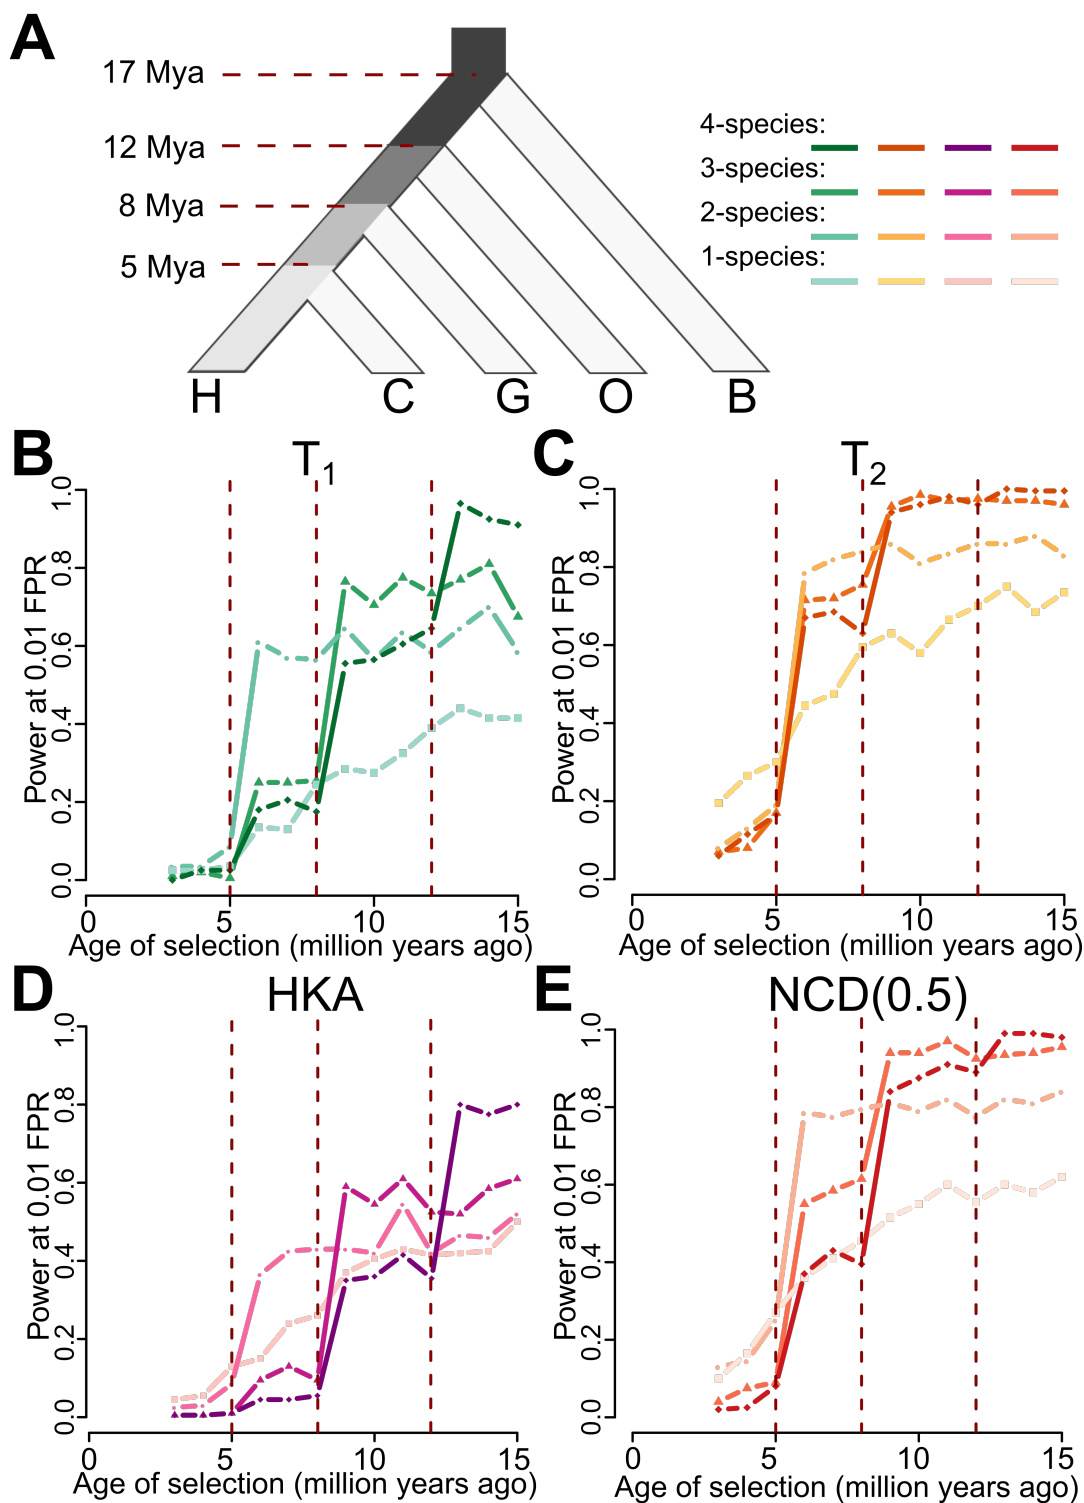 A
17 Mya
12 Mya
8 Mya
5 Mya
H C G O B
4-species:
3-species:
2-species:
1-species:
B
T1
Power at 0.01 FPR
0.0 0.2 0.4 0.6 0.8 1.0
0 5 10 15
Age of selection (million years ago)
C
T2
Power at 0.01 FPR
0.0 0.2 0.4 0.6 0.8 1.0
0 5 10 15
Age of selection (million years ago)
D
HKA
Power at 0.01 FPR
0.0 0.2 0.4 0.6 0.8 1.0
0 5 10 15
Age of selection (million years ago)
E
NCD(0.5)
Power at 0.01 FPR
0.0 0.2 0.4 0.6 0.8 1.0
0 5 10 15
Age of selection (million years ago)